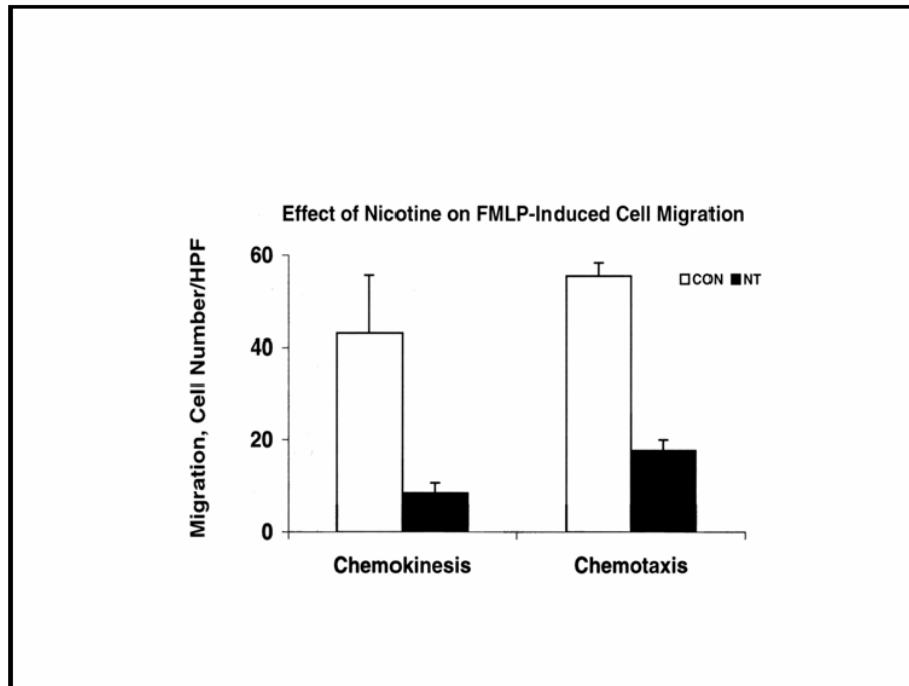 Effect of Nicotine on FMLP-Induced Cell Migration
Migration, Cell Number/HPF
60
40
20
0
CON NT
Chemokinesis Chemotaxis